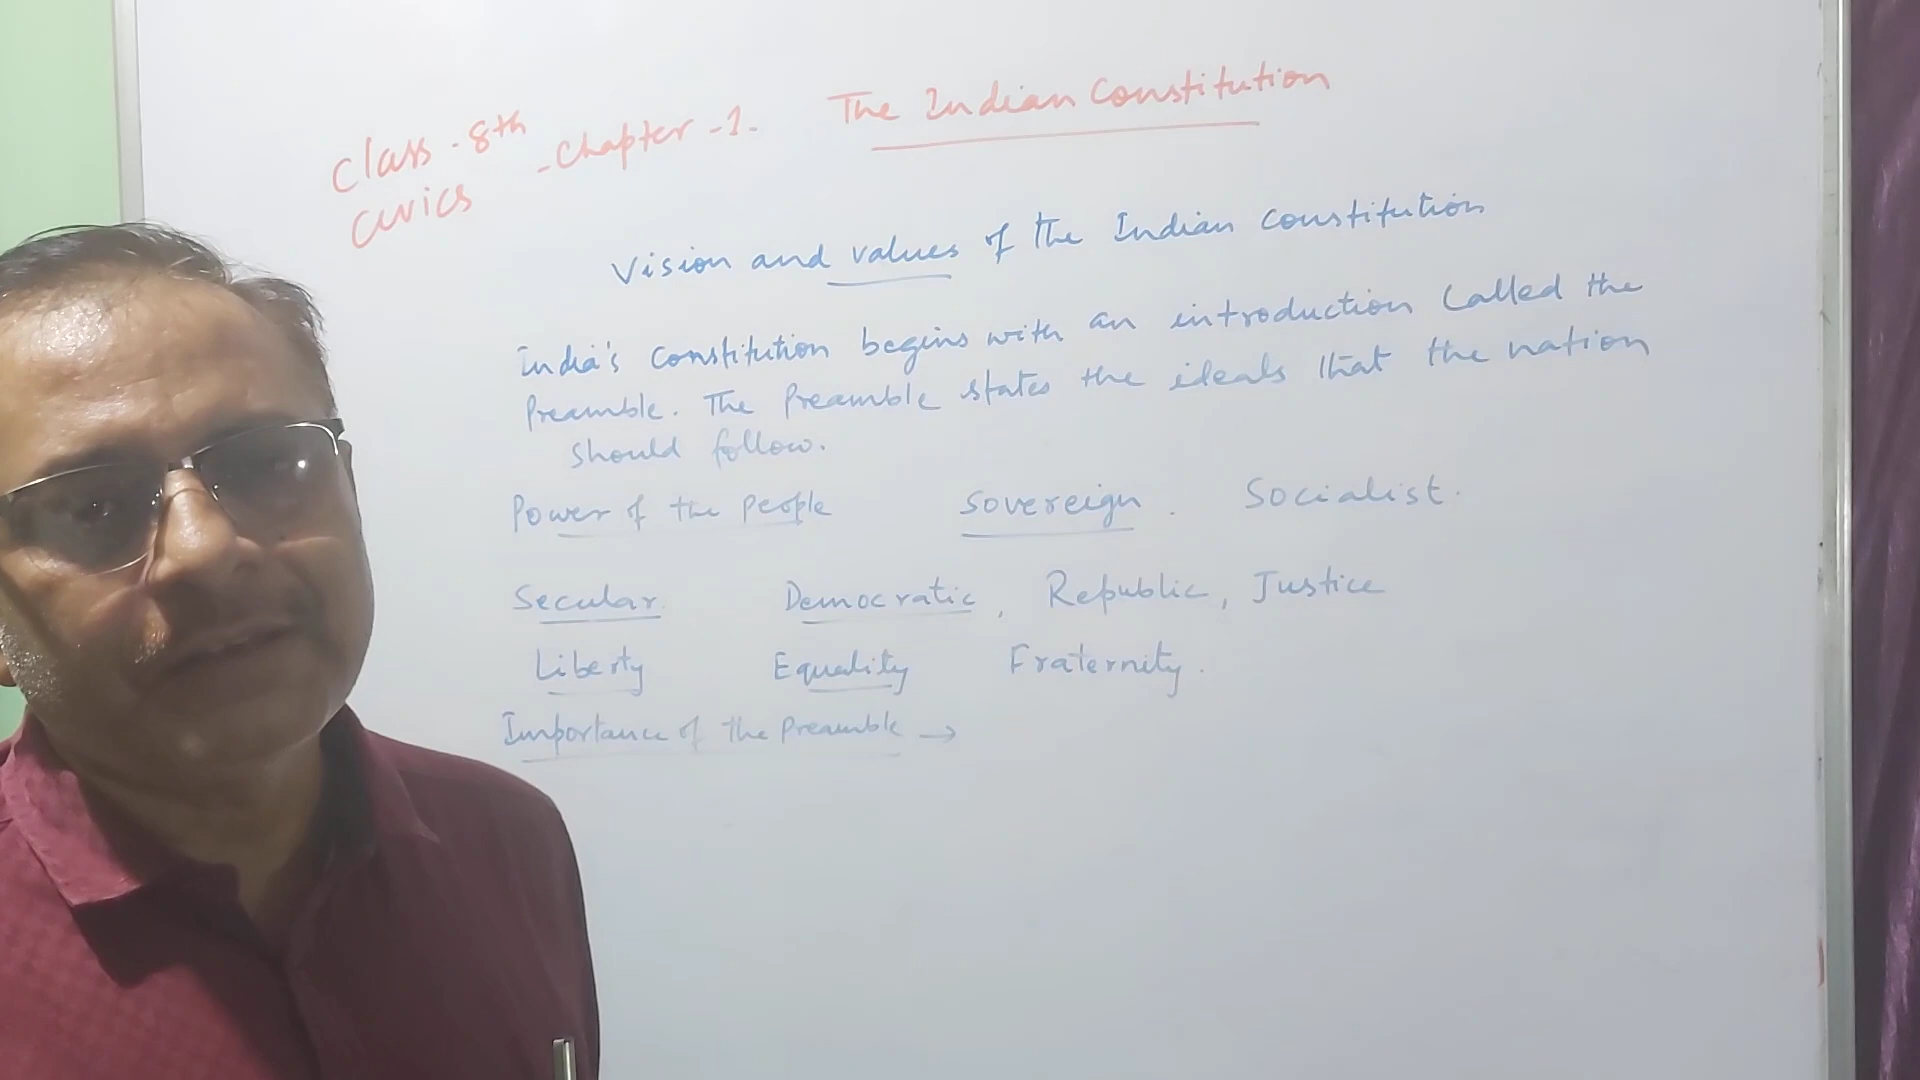 Class - 8th
Civics
- Chapter - 1. The Indian Constitution
Vision and values of the Indian constitution
India's constitution begins with an introduction called the
Preamble. The Preamble states the ideals that the nation
should follow.
Power of the people sovereign. Socialist.
Secular. Democratic, Republic, Justice
Liberty Equality Fraternity.
Importance of the Preamble →